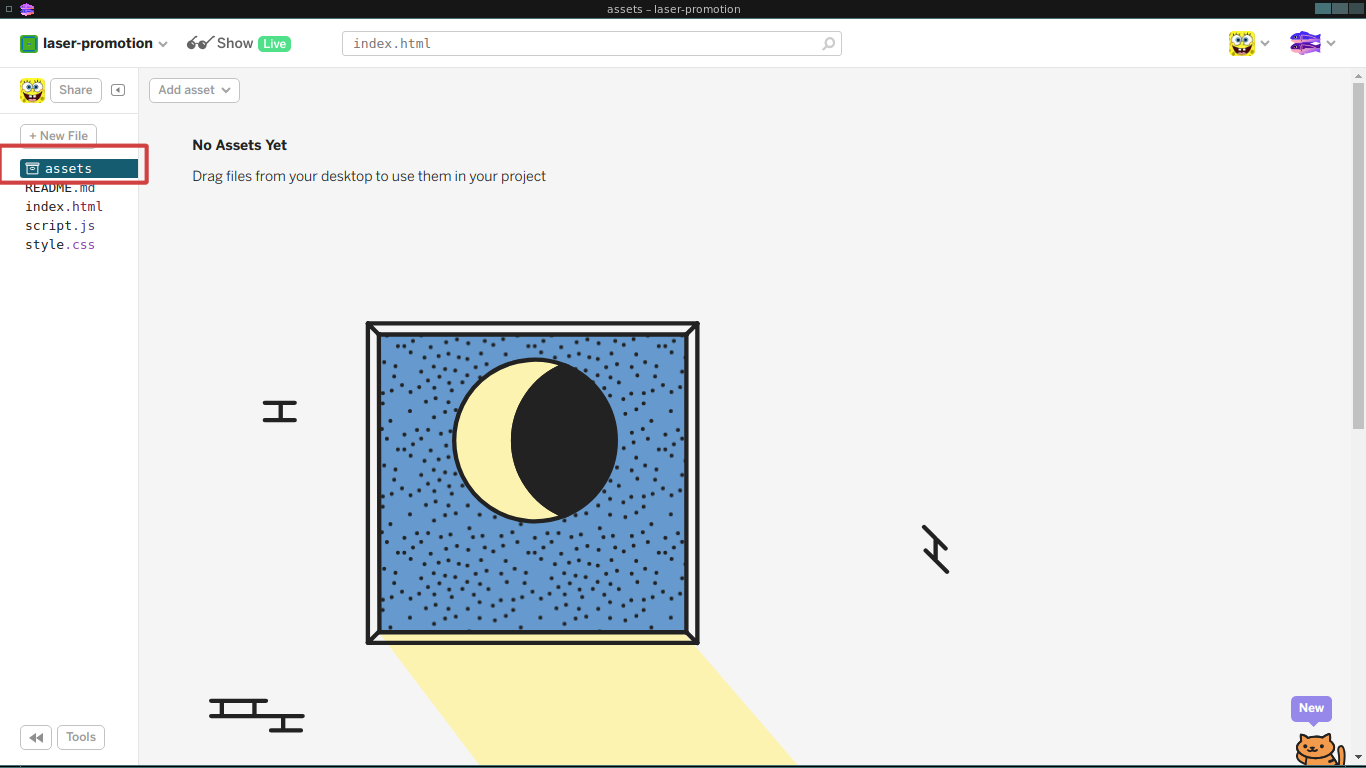 assets – laser-promotion
laser-promotion
Show
Live
index.html
Share
Add asset
+ New File
No Assets Yet
assets
Drag files from your desktop to use them in your project
README.md
index.html
script.js
style.css
New
Tools